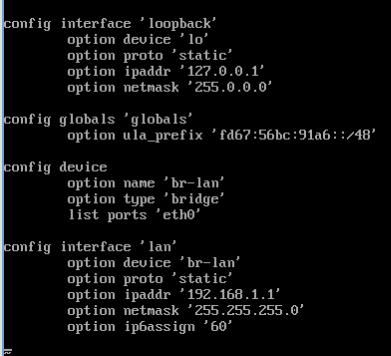 config interface 'loopback'
option device 'lo'
option proto 'static'
option ipaddr '127.0.0.1'
option netmask '255.0.0.0'
config globals 'globals'
option ula_prefix 'fd67:56bc:91a6::/48'
config device
option name 'br-lan'
option type 'bridge'
list ports 'eth0'
config interface 'lan'
option device 'br-lan'
option proto 'static'
option ipaddr '192.168.1.1'
option netmask '255.255.255.0'
option ip6assign '60'